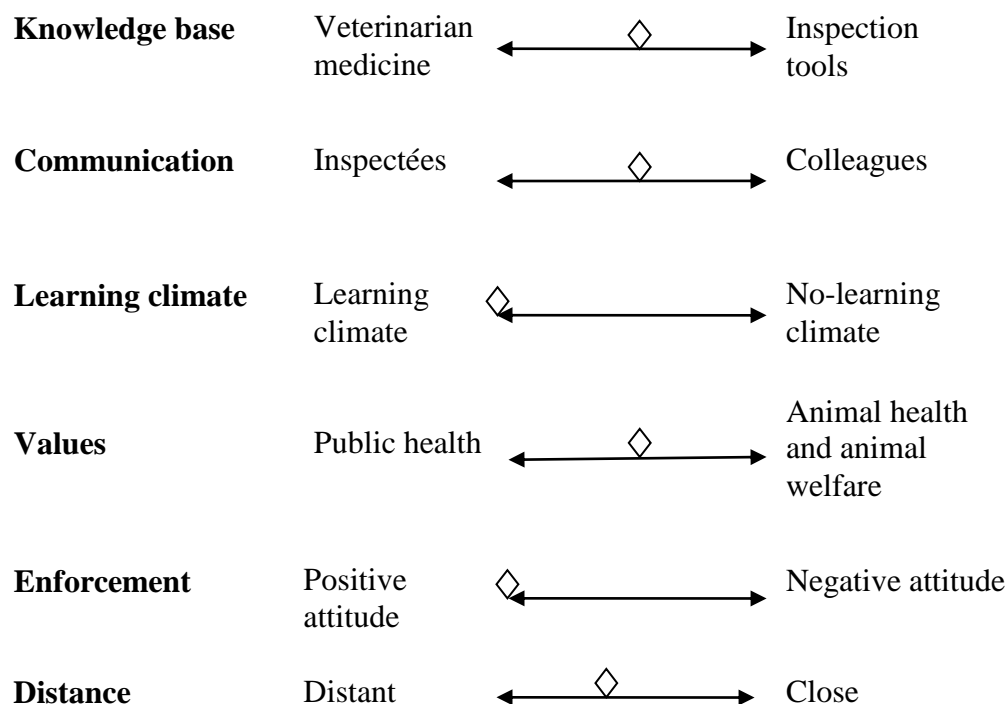 Knowledge base Veterinarian medicine Inspection tools
Communication Inspectées Colleagues
Learning climate Learning climate No-learning climate
Values Public health Animal health and animal welfare
Enforcement Positive attitude Negative attitude
Distance Distant Close